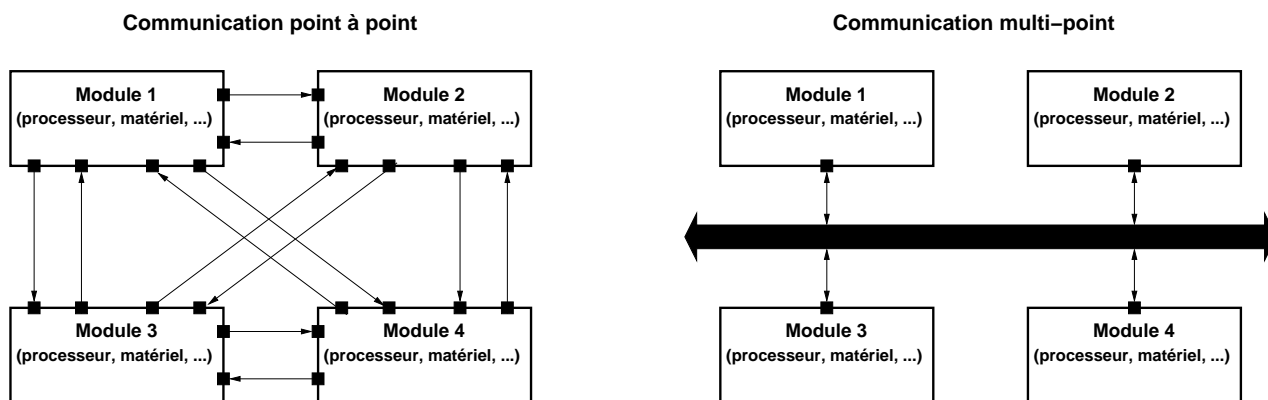 Communication point à point
Communication multi−point
Module 1
(processeur, matériel, ...)
Module 2
(processeur, matériel, ...)
Module 1
(processeur, matériel, ...)
Module 2
(processeur, matériel, ...)
Module 3
(processeur, matériel, ...)
Module 4
(processeur, matériel, ...)
Module 3
(processeur, matériel, ...)
Module 4
(processeur, matériel, ...)